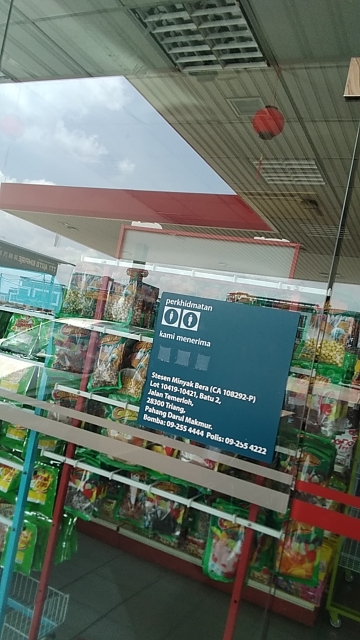 perkhidmatan
kami menerima
Stesen Minyak Bera (CA 108292-P)
Lot 10419-10421, Batu 2,
Jalan Temerloh,
28300 Triang,
Pahang Darul Makmur.
Bomba: 09-255 4444 Polis: 09-255 4222